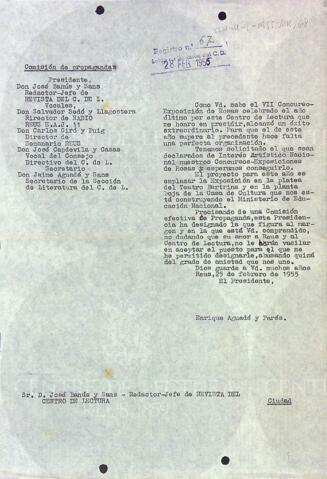 Registro n.º 67
28 FEB 1955
Comisión de propaganda
Presidente,
Don José Banús y Sans
Redactor-Jefe de
REVISTA DEL C. DE L.
Vocales,
Don Salvador Sedó y Llagostera
Director de RADIO
REUS E.A.J. 11
Don Carlos Giró y Puig
Director de
Semanario REUS
Don José Capdevila y Casas
Vocal del Consejo
Directivo del C. de L.
Secretario
Don Jaime Aguadé y Sans
Secretario de la Sección
de Literatura del C. de L.
Como Vd. sabe el VII Concurso-
Exposición de Rosas celebrado el año
último por este Centro de Lectura que
me honro en presidir, alcanzó un éxito
extraordinario. Para que el de este
año supere al precedente hace falta
una perfecta organización.
Tenemos solicitado el que sean
declarados de Interés Artístico Nacio-
nal nuestros Concursos-Exposiciones
de Rosas y esperamos conseguirlo.
El proyecto para este año es
emplazar la Exposición en la platea
del Teatro Bartrina y en la planta
baja de la Casa de Cultura que nos es-
tá construyendo el Ministerio de Edu-
cación Nacional.
Precisando de una Comisión
efectiva de Propaganda, esta Presiden-
cia ha designado la que figura al mar-
gen y en la que está Vd. comprendido,
no dudando que su amor a Reus y al
Centro de Lectura, no le harán vacilar
en aceptar el puesto para el que me
he permitido designarle, abusando quizá
del grado de amistad que nos une.
Dios guarde a Vd. muchos años
Reus, 25 de febrero de 1955
El Presidente,
Enrique Aguadé y Parés.
Sr. D. José Banús y Sans - Redactor-Jefe de REVISTA DEL
CENTRO DE LECTURA
Ciudad